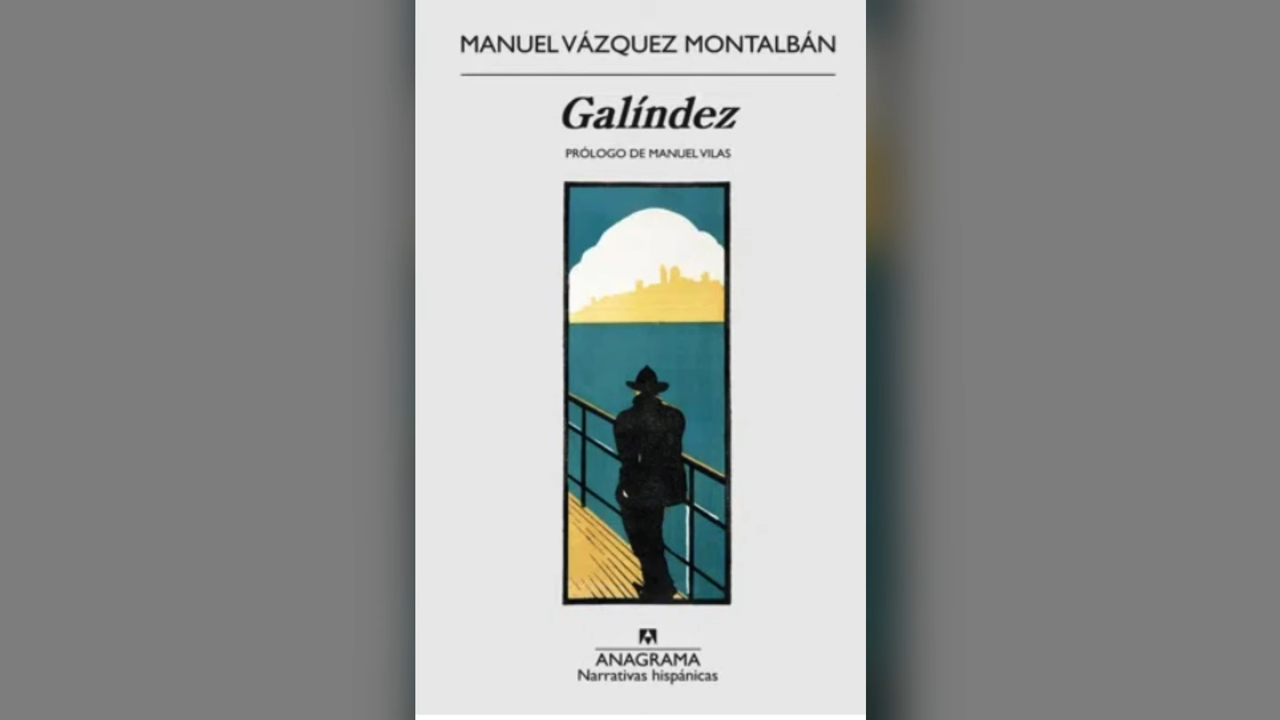 MANUEL VÁZQUEZ MONTALBÁN
Galíndez
PRÓLOGO DE MANUEL VILAS
ANAGRAMA
Narrativas hispánicas